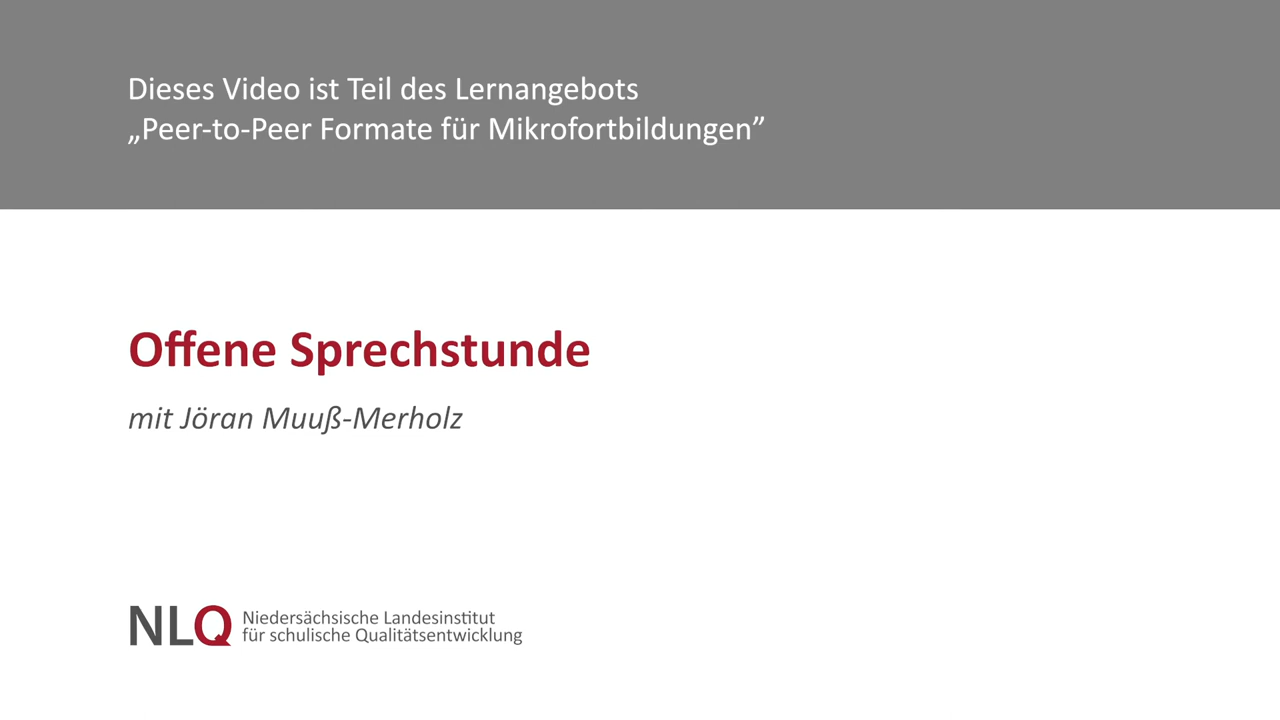 Dieses Video ist Teil des Lernangebots
„Peer-to-Peer Formate für Mikrofortbildungen”
Offene Sprechstunde
mit Jöran Muuß-Merholz
NLQ
Niedersächsische Landesinstitut
für schulische Qualitätsentwicklung